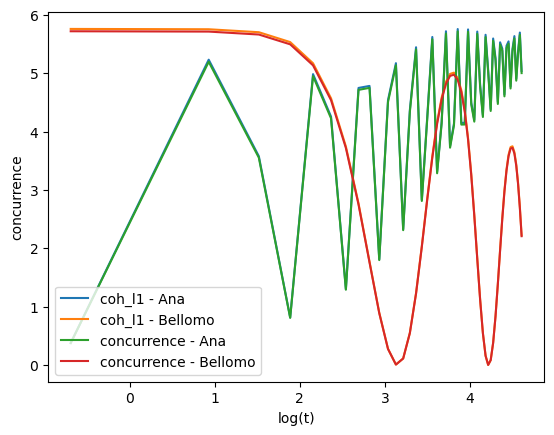 6
5
4
3
2
1
0
concurrence
coh_l1 - Ana
coh_l1 - Bellomo
concurrence - Ana
concurrence - Bellomo
0 1 2 3 4
log(t)